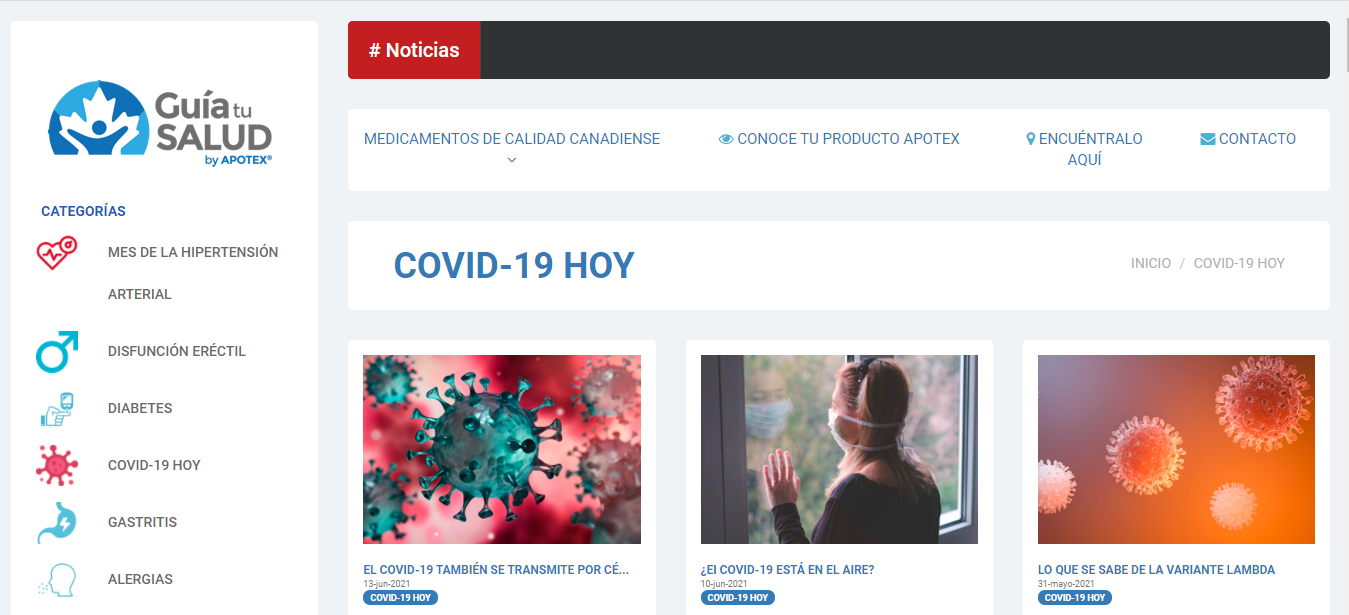 Guía tu
SALUD
by APOTEX®
CATEGORÍAS
MES DE LA HIPERTENSIÓN
ARTERIAL
DISFUNCIÓN ERÉCTIL
DIABETES
COVID-19 HOY
GASTRITIS
ALERGIAS
# Noticias
MEDICAMENTOS DE CALIDAD CANADIENSE
CONOCE TU PRODUCTO APOTEX
ENCUÉNTRALO
AQUÍ
CONTACTO
COVID-19 HOY
INICIO / COVID-19 HOY
EL COVID-19 TAMBIÉN SE TRANSMITE POR CÉ...
13-jun-2021
COVID-19 HOY
¿El COVID-19 ESTÁ EN EL AIRE?
10-jun-2021
COVID-19 HOY
LO QUE SE SABE DE LA VARIANTE LAMBDA
31-mayo-2021
COVID-19 HOY